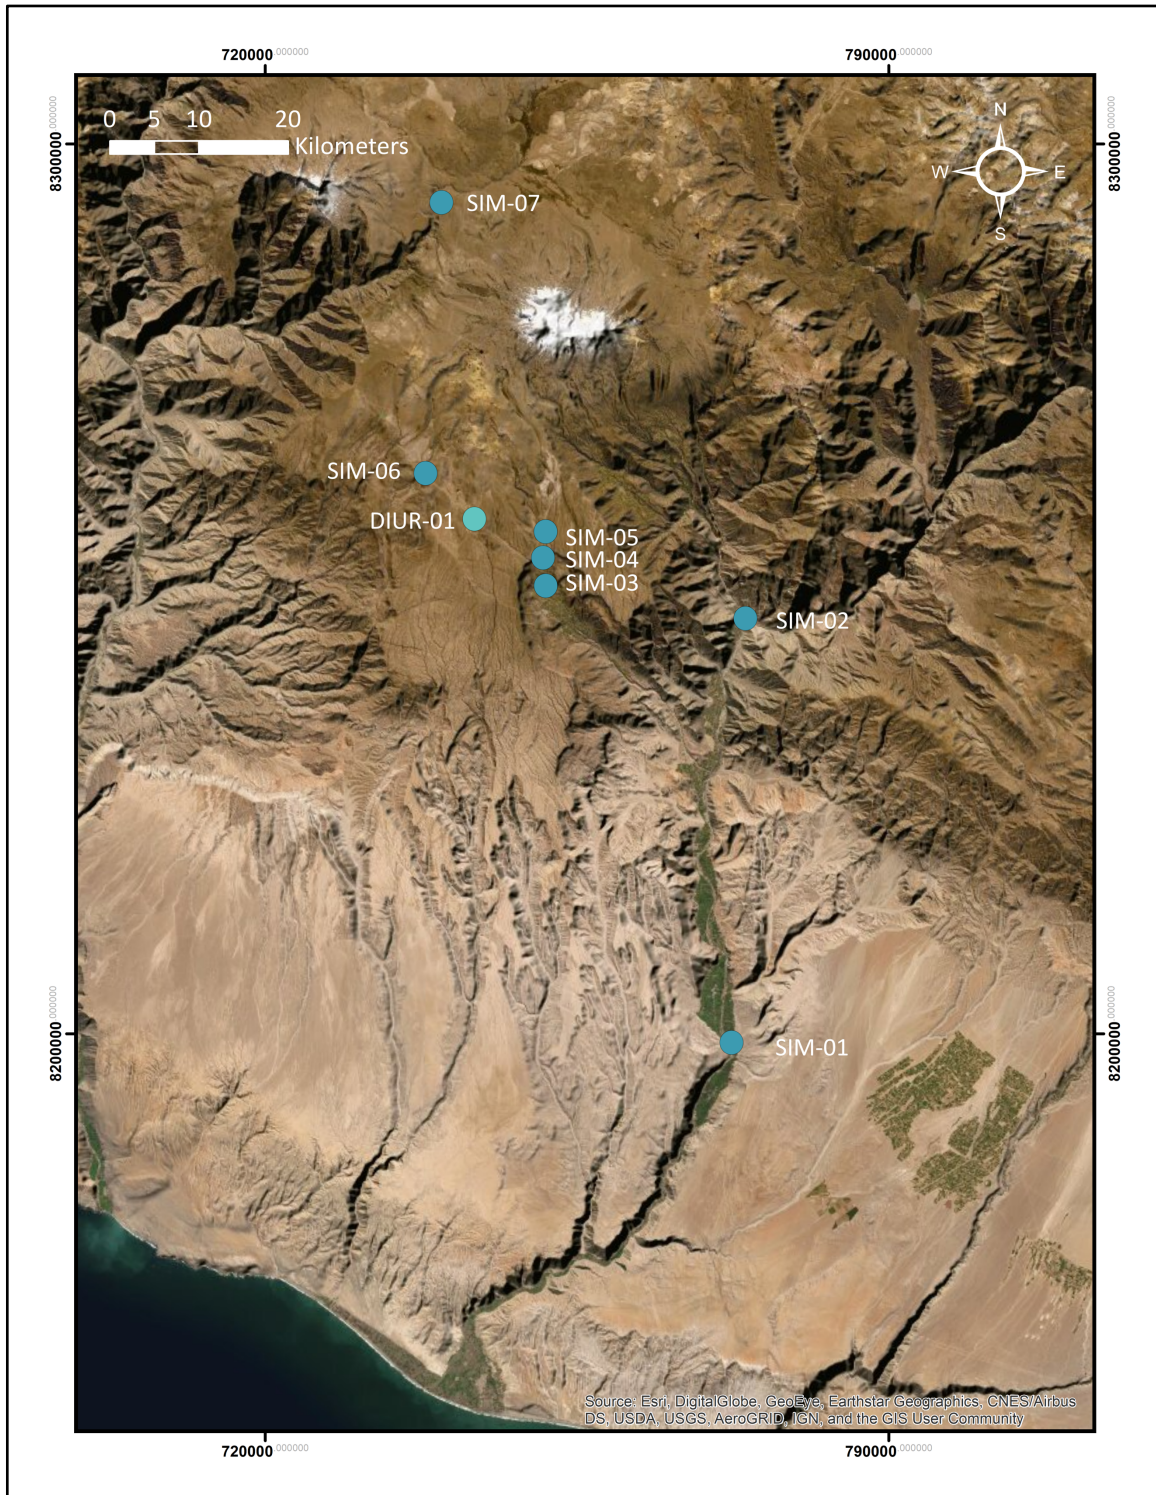 720000.000000
790000.000000
0 5 10 20
Kilometers
N
W E
S
8300000.000000
8300000.000000
SIM-07
SIM-06
DIUR-01
SIM-05
SIM-04
SIM-03
SIM-02
8200000.000000
8200000.000000
SIM-01
Source: Esri, DigitalGlobe, GeoEye, Earthstar Geographics, CNES/Airbus
DS, USDA, USGS, AeroGRID, IGN, and the GIS User Community
720000.000000
790000.000000